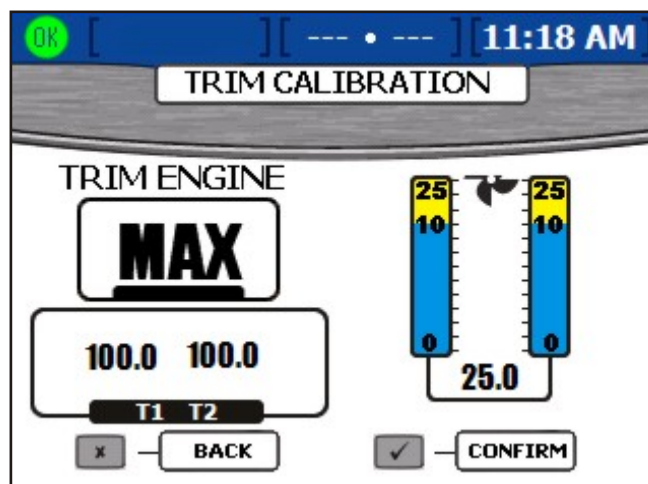 OK [ ] [ --- • --- ] [ 11:18 AM ]
TRIM CALIBRATION
TRIM ENGINE
MAX
100.0 100.0
T1 T2
25 25
10 10
0 0
25.0
x BACK
✓ CONFIRM